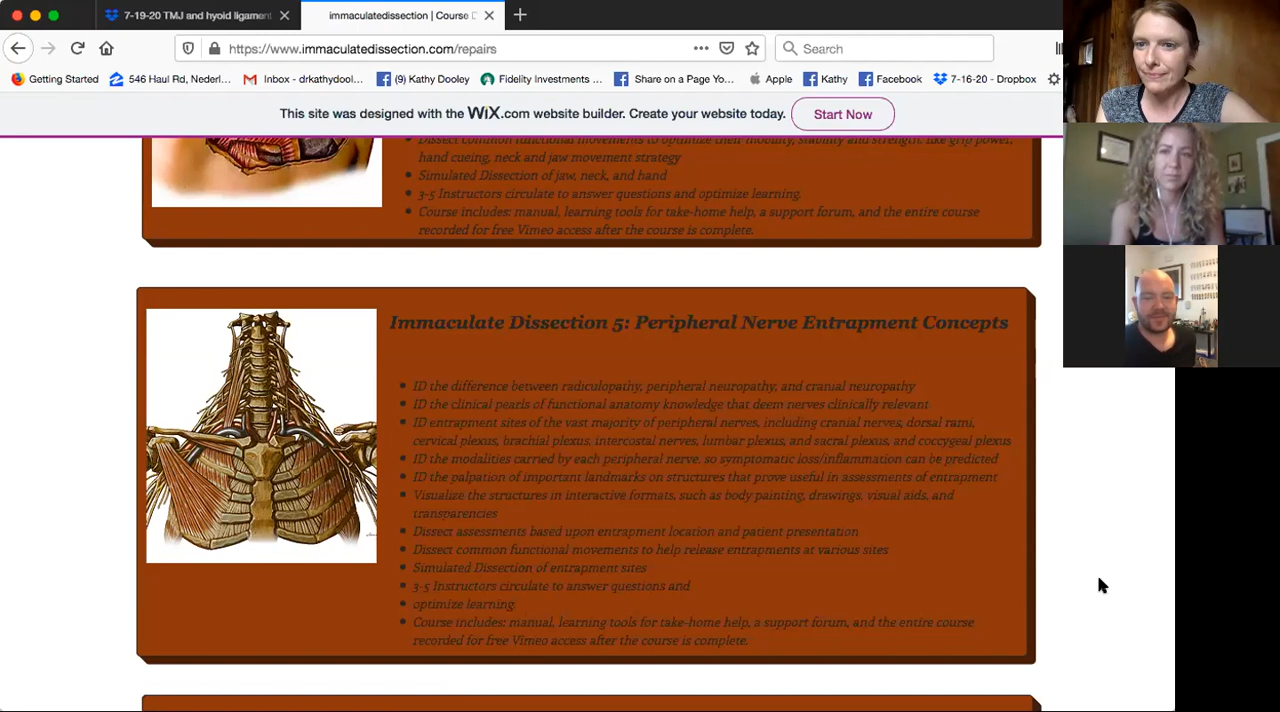 7-19-20 TMJ and hyoid ligament
immaculatedissection | Course D
https://www.immaculatedissection.com/repairs
Search
Getting Started
546 Haul Rd, Nederl...
Inbox - drkathydool...
(9) Kathy Dooley
Fidelity Investments ...
Share on a Page Yo...
Apple
Kathy
Facebook
7-16-20 - Dropbox
This site was designed with the WiX.com website builder. Create your website today.
Start Now
Dissect common functional movements to optimize their mobility, stability and strength, like grip power,
hand cueing, neck and jaw movement strategy
Simulated Dissection of jaw, neck, and hand
3-5 Instructors circulate to answer questions and optimize learning.
Course includes: manual, learning tools for take-home help, a support forum, and the entire course
recorded for free Vimeo access after the course is complete.
Immaculate Dissection 5: Peripheral Nerve Entrapment Concepts
ID the difference between radiculopathy, peripheral neuropathy, and cranial neuropathy
ID the clinical pearls of functional anatomy knowledge that deem nerves clinically relevant
ID entrapment sites of the vast majority of peripheral nerves, including cranial nerves, dorsal rami,
cervical plexus, brachial plexus, intercostal nerves, lumbar plexus, and sacral plexus, and coccygeal plexus
ID the modalities carried by each peripheral nerve, so symptomatic loss/inflammation can be predicted
ID the palpation of important landmarks on structures that prove useful in assessments of entrapment
Visualize the structures in interactive formats, such as body painting, drawings, visual aids, and
transparencies
Dissect assessments based upon entrapment location and patient presentation
Dissect common functional movements to help release entrapments at various sites
Simulated Dissection of entrapment sites
3-5 Instructors circulate to answer questions and
optimize learning.
Course includes: manual, learning tools for take-home help, a support forum, and the entire course
recorded for free Vimeo access after the course is complete.